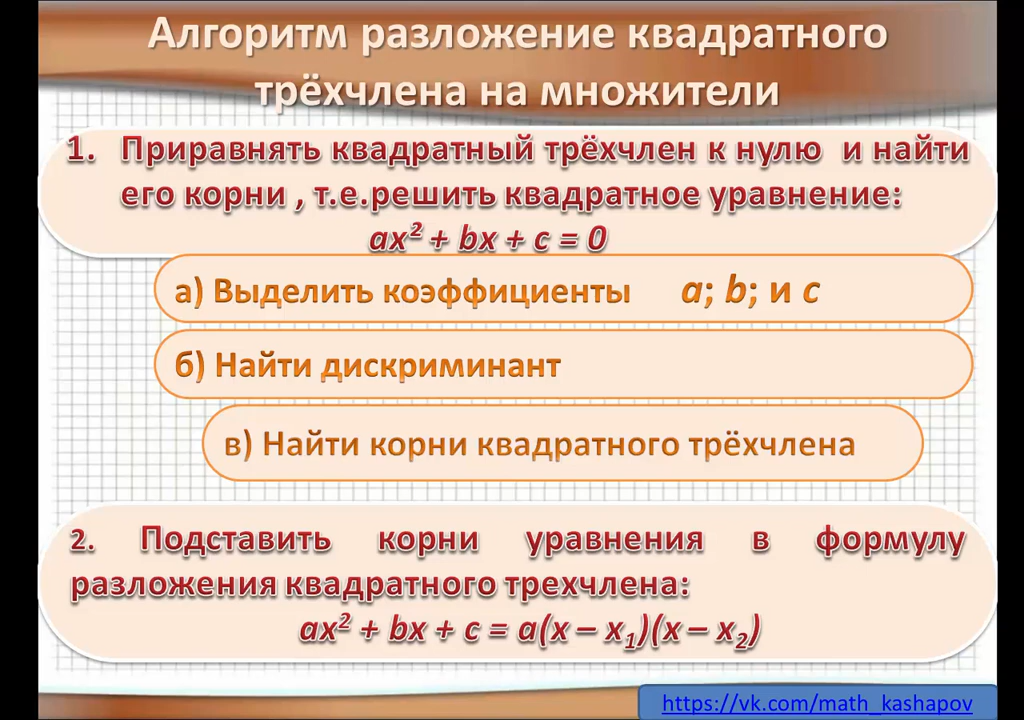 Алгоритм разложение квадратного
трёхчлена на множители
1. Приравнять квадратный трёхчлен к нулю и найти
его корни , т.е.решить квадратное уравнение:
ax² + bx + c = 0
а) Выделить коэффициенты a; b; и c
б) Найти дискриминант
в) Найти корни квадратного трёхчлена
2. Подставить корни уравнения в формулу
разложения квадратного трехчлена:
ax² + bx + c = a(x – x₁)(x – x₂)
https://vk.com/math_kashapov